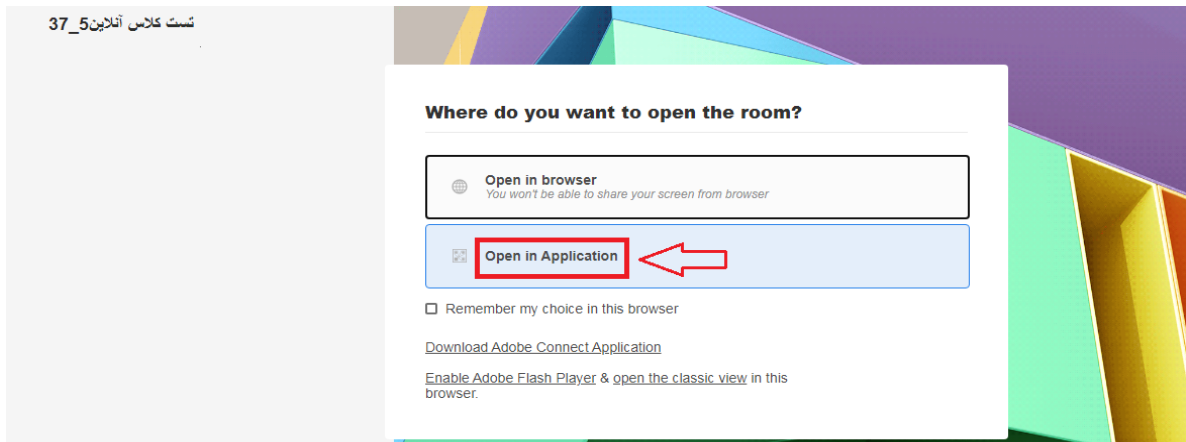 تست کلاس آنلاین5_37
Where do you want to open the room?
Open in browser
You won't be able to share your screen from browser
Open in Application
Remember my choice in this browser
Download Adobe Connect Application
Enable Adobe Flash Player & open the classic view in this
browser.